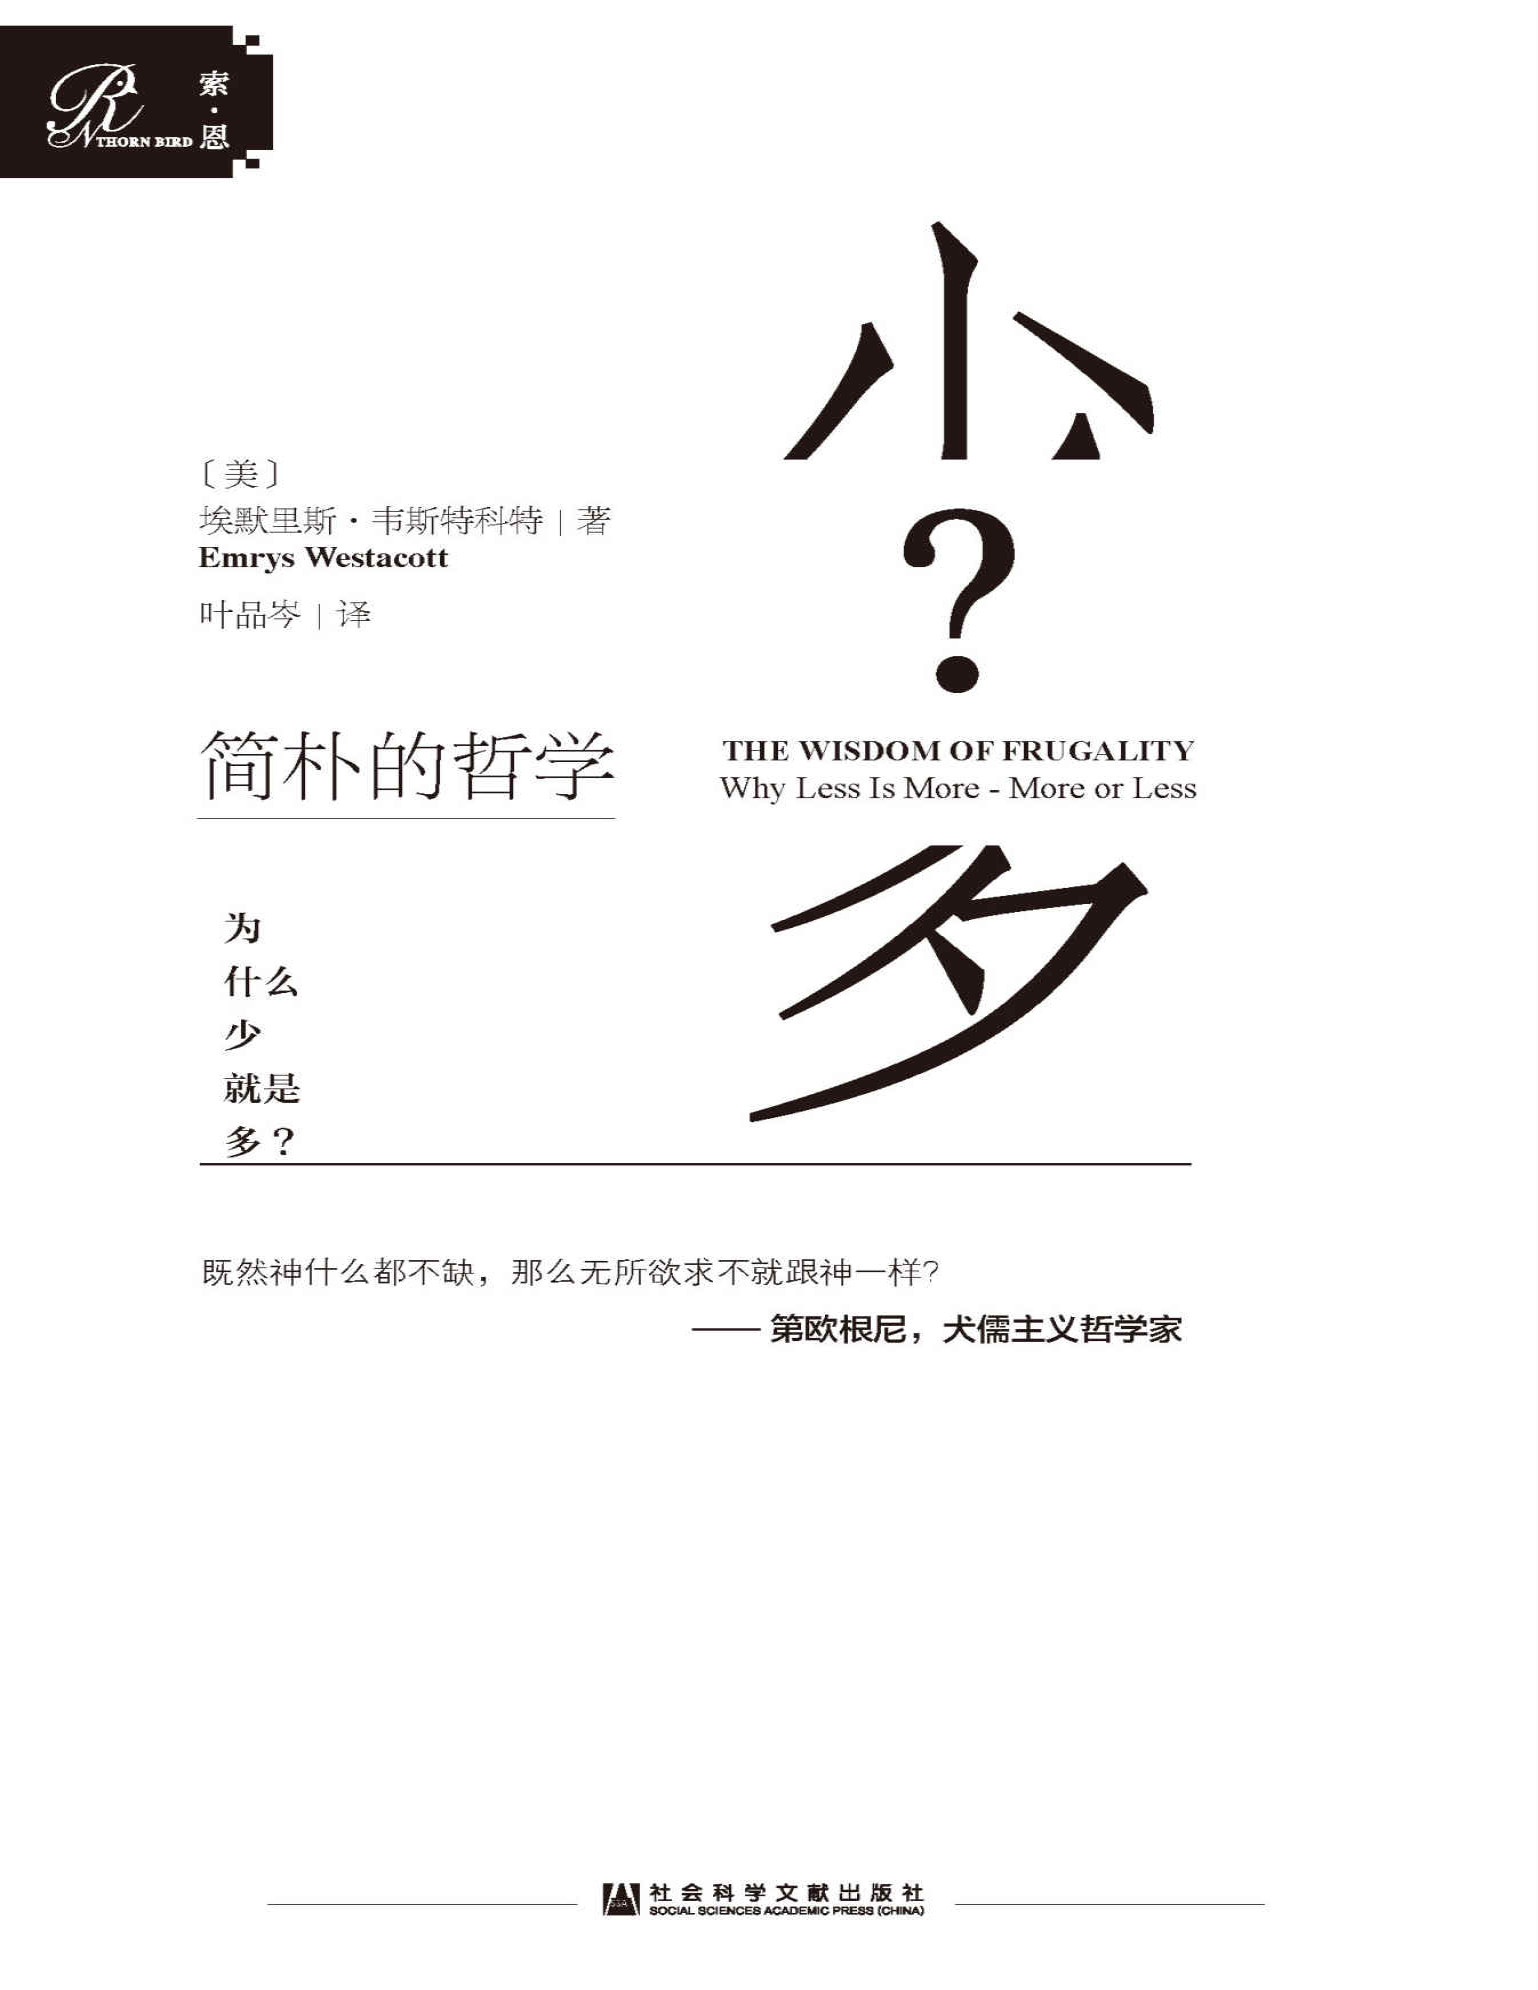 索·恩
THORN BIRD
少
?
〔美〕
埃默里斯·韦斯特科特|著
Emrys Westacott
叶品岑|译
简朴的哲学
THE WISDOM OF FRUGALITY
Why Less Is More - More or Less
多
为
什么
少
就是
多？
既然神什么都不缺，那么无所欲求不就跟神一样?
—— 第欧根尼，犬儒主义哲学家
社会科学文献出版社
SOCIAL SCIENCES ACADEMIC PRESS (CHINA)